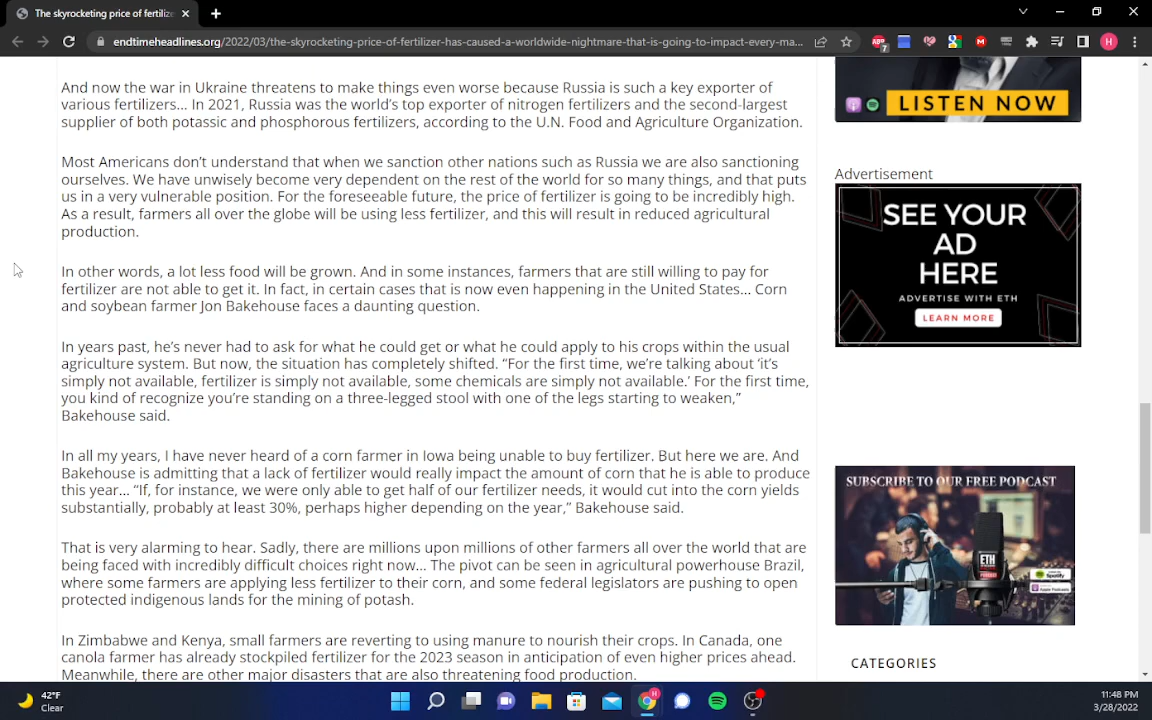 The skyrocketing price of fertiliz
endtimeheadlines.org/2022/03/the-skyrocketing-price-of-fertilizer-has-caused-a-worldwide-nightmare-that-is-going-to-impact-every-ma...
ABP
7
M
H
And now the war in Ukraine threatens to make things even worse because Russia is such a key exporter of
various fertilizers... In 2021, Russia was the world's top exporter of nitrogen fertilizers and the second-largest
supplier of both potassic and phosphorous fertilizers, according to the U.N. Food and Agriculture Organization.
Most Americans don't understand that when we sanction other nations such as Russia we are also sanctioning
ourselves. We have unwisely become very dependent on the rest of the world for so many things, and that puts
us in a very vulnerable position. For the foreseeable future, the price of fertilizer is going to be incredibly high.
As a result, farmers all over the globe will be using less fertilizer, and this will result in reduced agricultural
production.
In other words, a lot less food will be grown. And in some instances, farmers that are still willing to pay for
fertilizer are not able to get it. In fact, in certain cases that is now even happening in the United States... Corn
and soybean farmer Jon Bakehouse faces a daunting question.
In years past, he's never had to ask for what he could get or what he could apply to his crops within the usual
agriculture system. But now, the situation has completely shifted. "For the first time, we're talking about 'it's
simply not available, fertilizer is simply not available, some chemicals are simply not available.' For the first time,
you kind of recognize you're standing on a three-legged stool with one of the legs starting to weaken,"
Bakehouse said.
In all my years, I have never heard of a corn farmer in Iowa being unable to buy fertilizer. But here we are. And
Bakehouse is admitting that a lack of fertilizer would really impact the amount of corn that he is able to produce
this year... "If, for instance, we were only able to get half of our fertilizer needs, it would cut into the corn yields
substantially, probably at least 30%, perhaps higher depending on the year," Bakehouse said.
That is very alarming to hear. Sadly, there are millions upon millions of other farmers all over the world that are
being faced with incredibly difficult choices right now... The pivot can be seen in agricultural powerhouse Brazil,
where some farmers are applying less fertilizer to their corn, and some federal legislators are pushing to open
protected indigenous lands for the mining of potash.
In Zimbabwe and Kenya, small farmers are reverting to using manure to nourish their crops. In Canada, one
canola farmer has already stockpiled fertilizer for the 2023 season in anticipation of even higher prices ahead.
Meanwhile, there are other major disasters that are also threatening food production.
LISTEN NOW
Advertisement
SEE YOUR
AD
HERE
ADVERTISE WITH ETH
LEARN MORE
SUBSCRIBE TO OUR FREE PODCAST
ETH
Spotify
Apple Podcasts
CATEGORIES
42°F
Clear
H
11:48 PM
3/28/2022